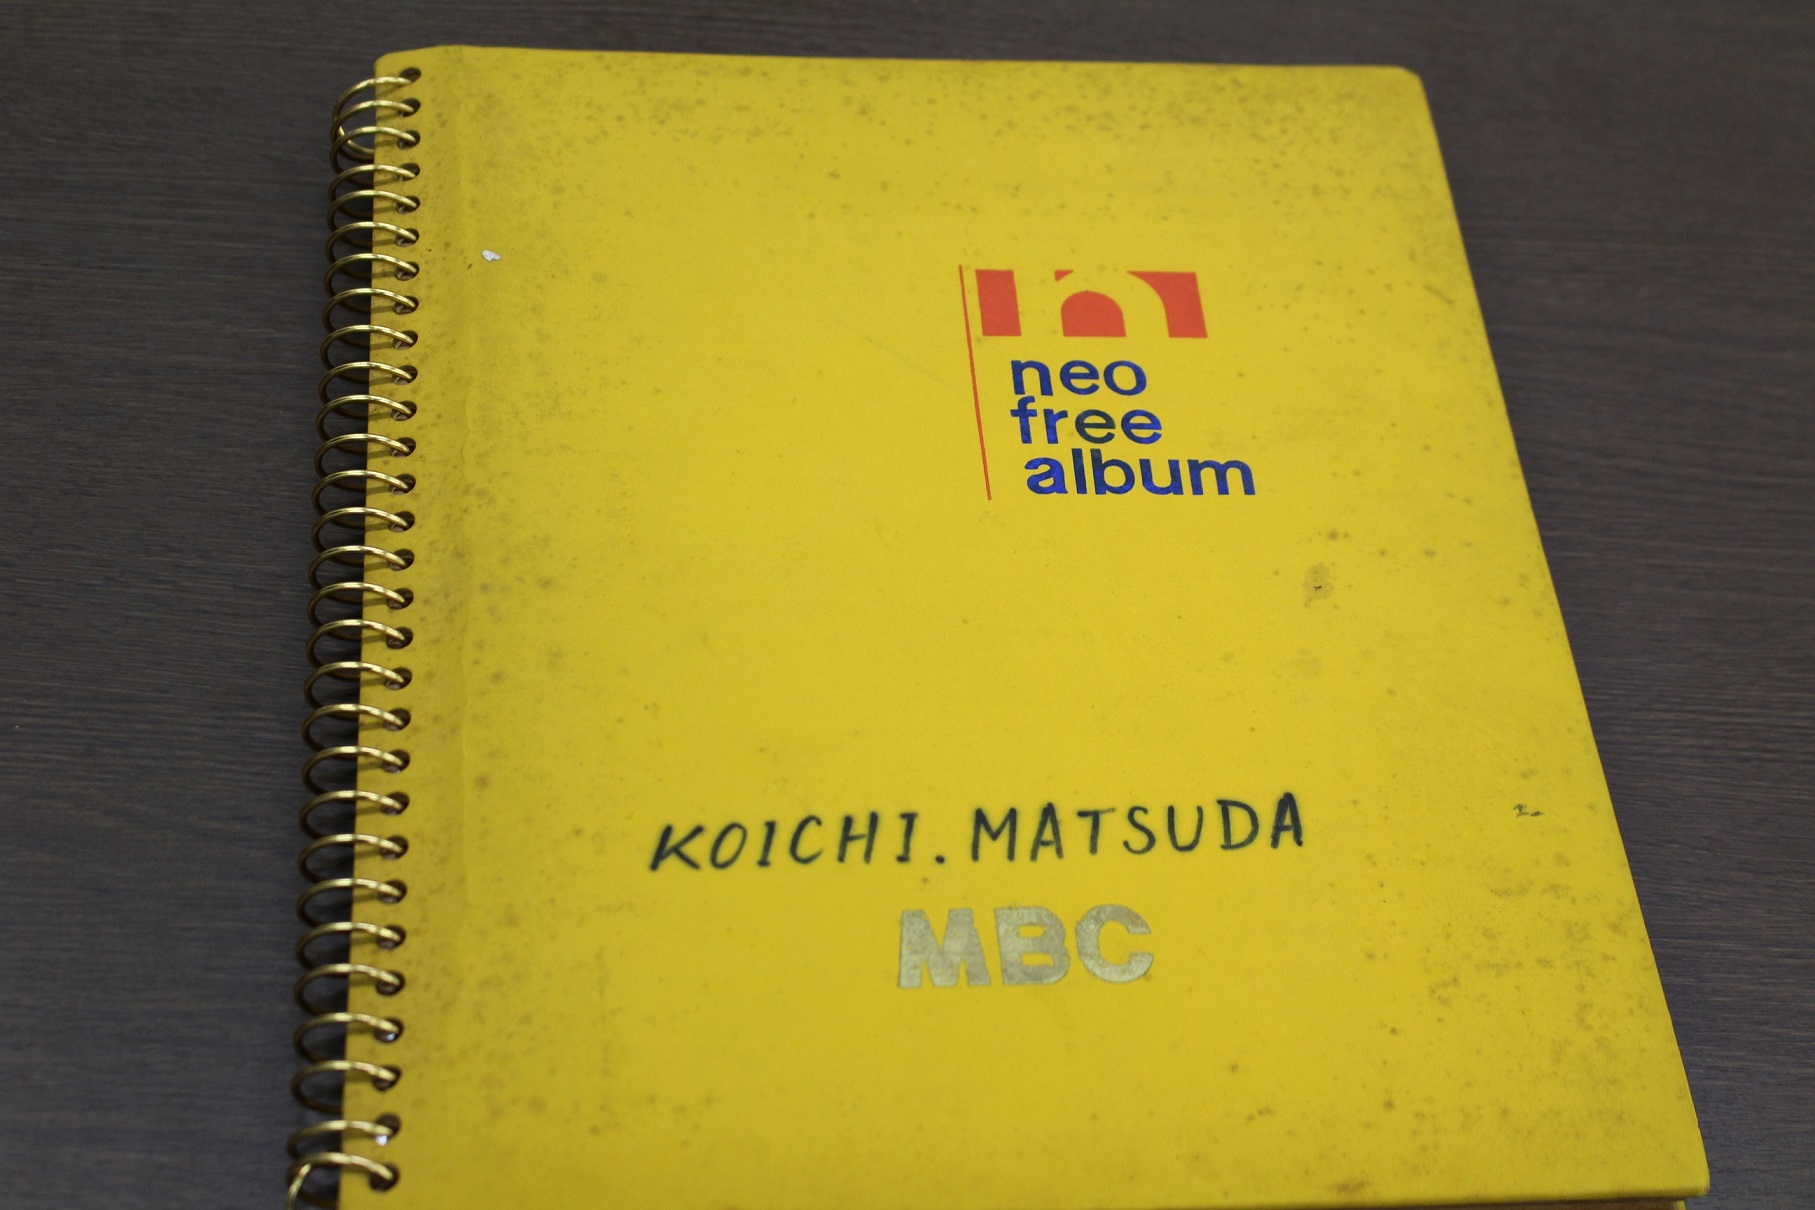 n
neo
free
album
KOICHI. MATSUDA
MBC